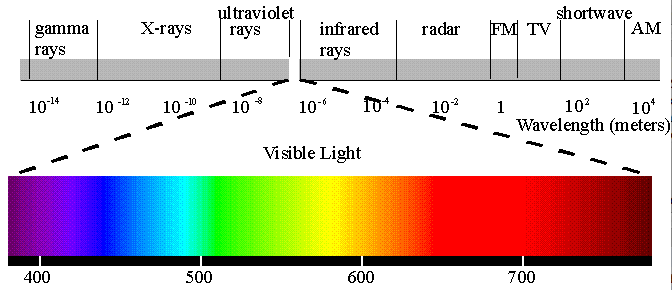 ultraviolet shortwave
gamma X-rays rays infrared radar FM TV AM
rays rays
10⁻¹⁴ 10⁻¹² 10⁻¹⁰ 10⁻⁸ 10⁻⁶ 10⁻⁴ 10⁻² 1 10² 10⁴
Wavelength (meters)
Visible Light
400 500 600 700